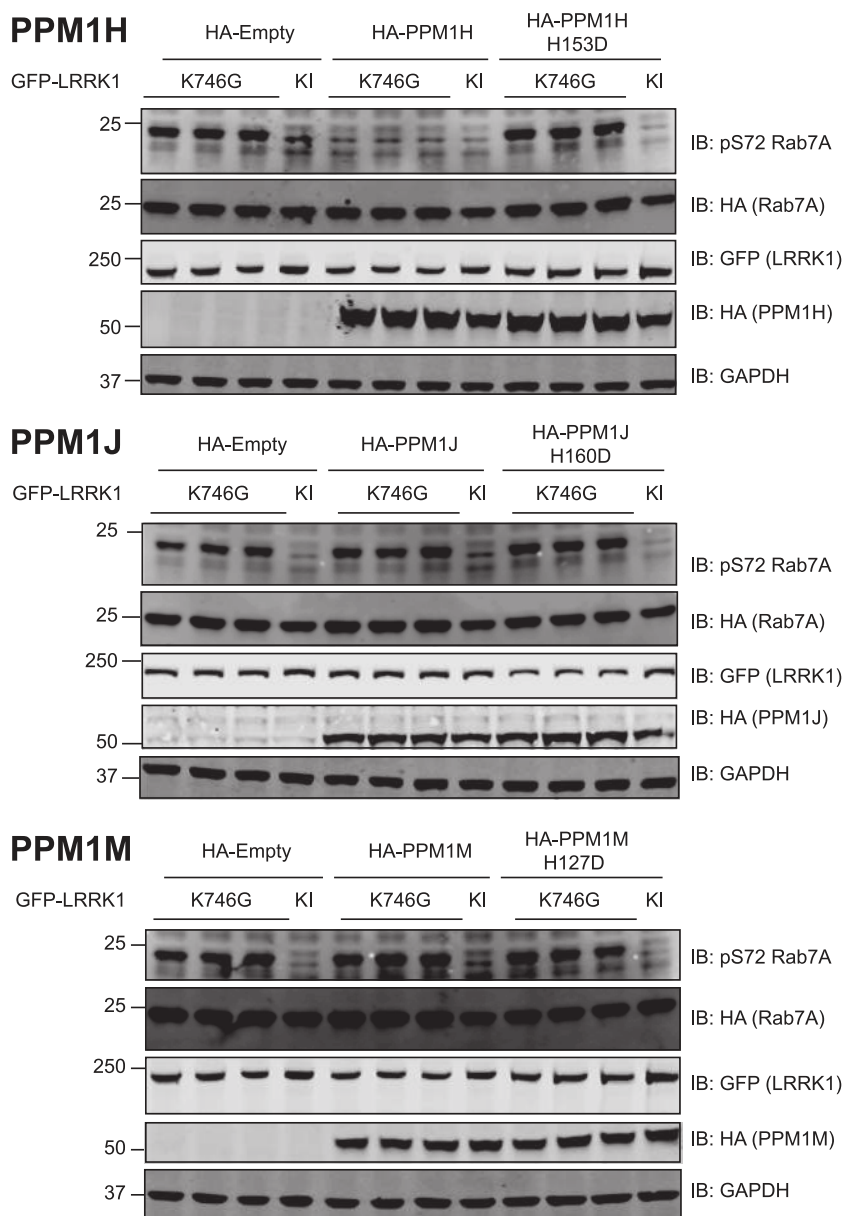 PPM1H
HA-Empty HA-PPM1H HA-PPM1H
H153D
GFP-LRRK1 K746G KI K746G KI K746G KI
25 IB: pS72 Rab7A
25 IB: HA (Rab7A)
250 IB: GFP (LRRK1)
50 IB: HA (PPM1H)
37 IB: GAPDH
PPM1J
HA-Empty HA-PPM1J HA-PPM1J
H160D
GFP-LRRK1 K746G KI K746G KI K746G KI
25 IB: pS72 Rab7A
25 IB: HA (Rab7A)
250 IB: GFP (LRRK1)
50 IB: HA (PPM1J)
37 IB: GAPDH
PPM1M
HA-Empty HA-PPM1M HA-PPM1M
H127D
GFP-LRRK1 K746G KI K746G KI K746G KI
25 IB: pS72 Rab7A
25 IB: HA (Rab7A)
250 IB: GFP (LRRK1)
50 IB: HA (PPM1M)
37 IB: GAPDH